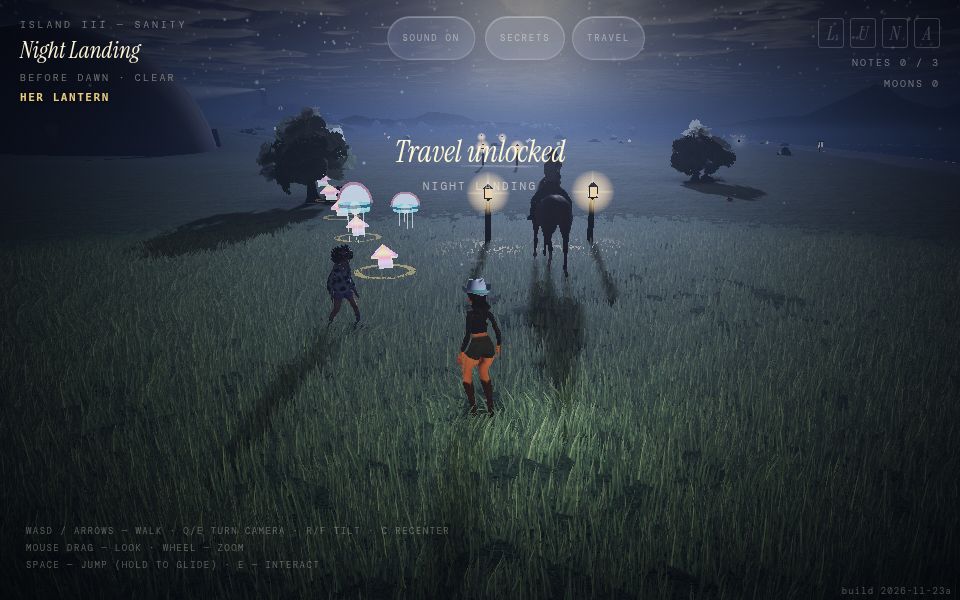 ISLAND III — SANITY
Night Landing
BEFORE DAWN · CLEAR
HER LANTERN
SOUND ON
SECRETS
TRAVEL
L U N A
NOTES 0 / 3
MOONS 0
Travel unlocked
NIGHT LANDING
WASD / ARROWS — WALK · Q/E TURN CAMERA · R/F TILT · C RECENTER
MOUSE DRAG — LOOK · WHEEL — ZOOM
SPACE — JUMP (HOLD TO GLIDE) · E — INTERACT
build 2026-11-23a